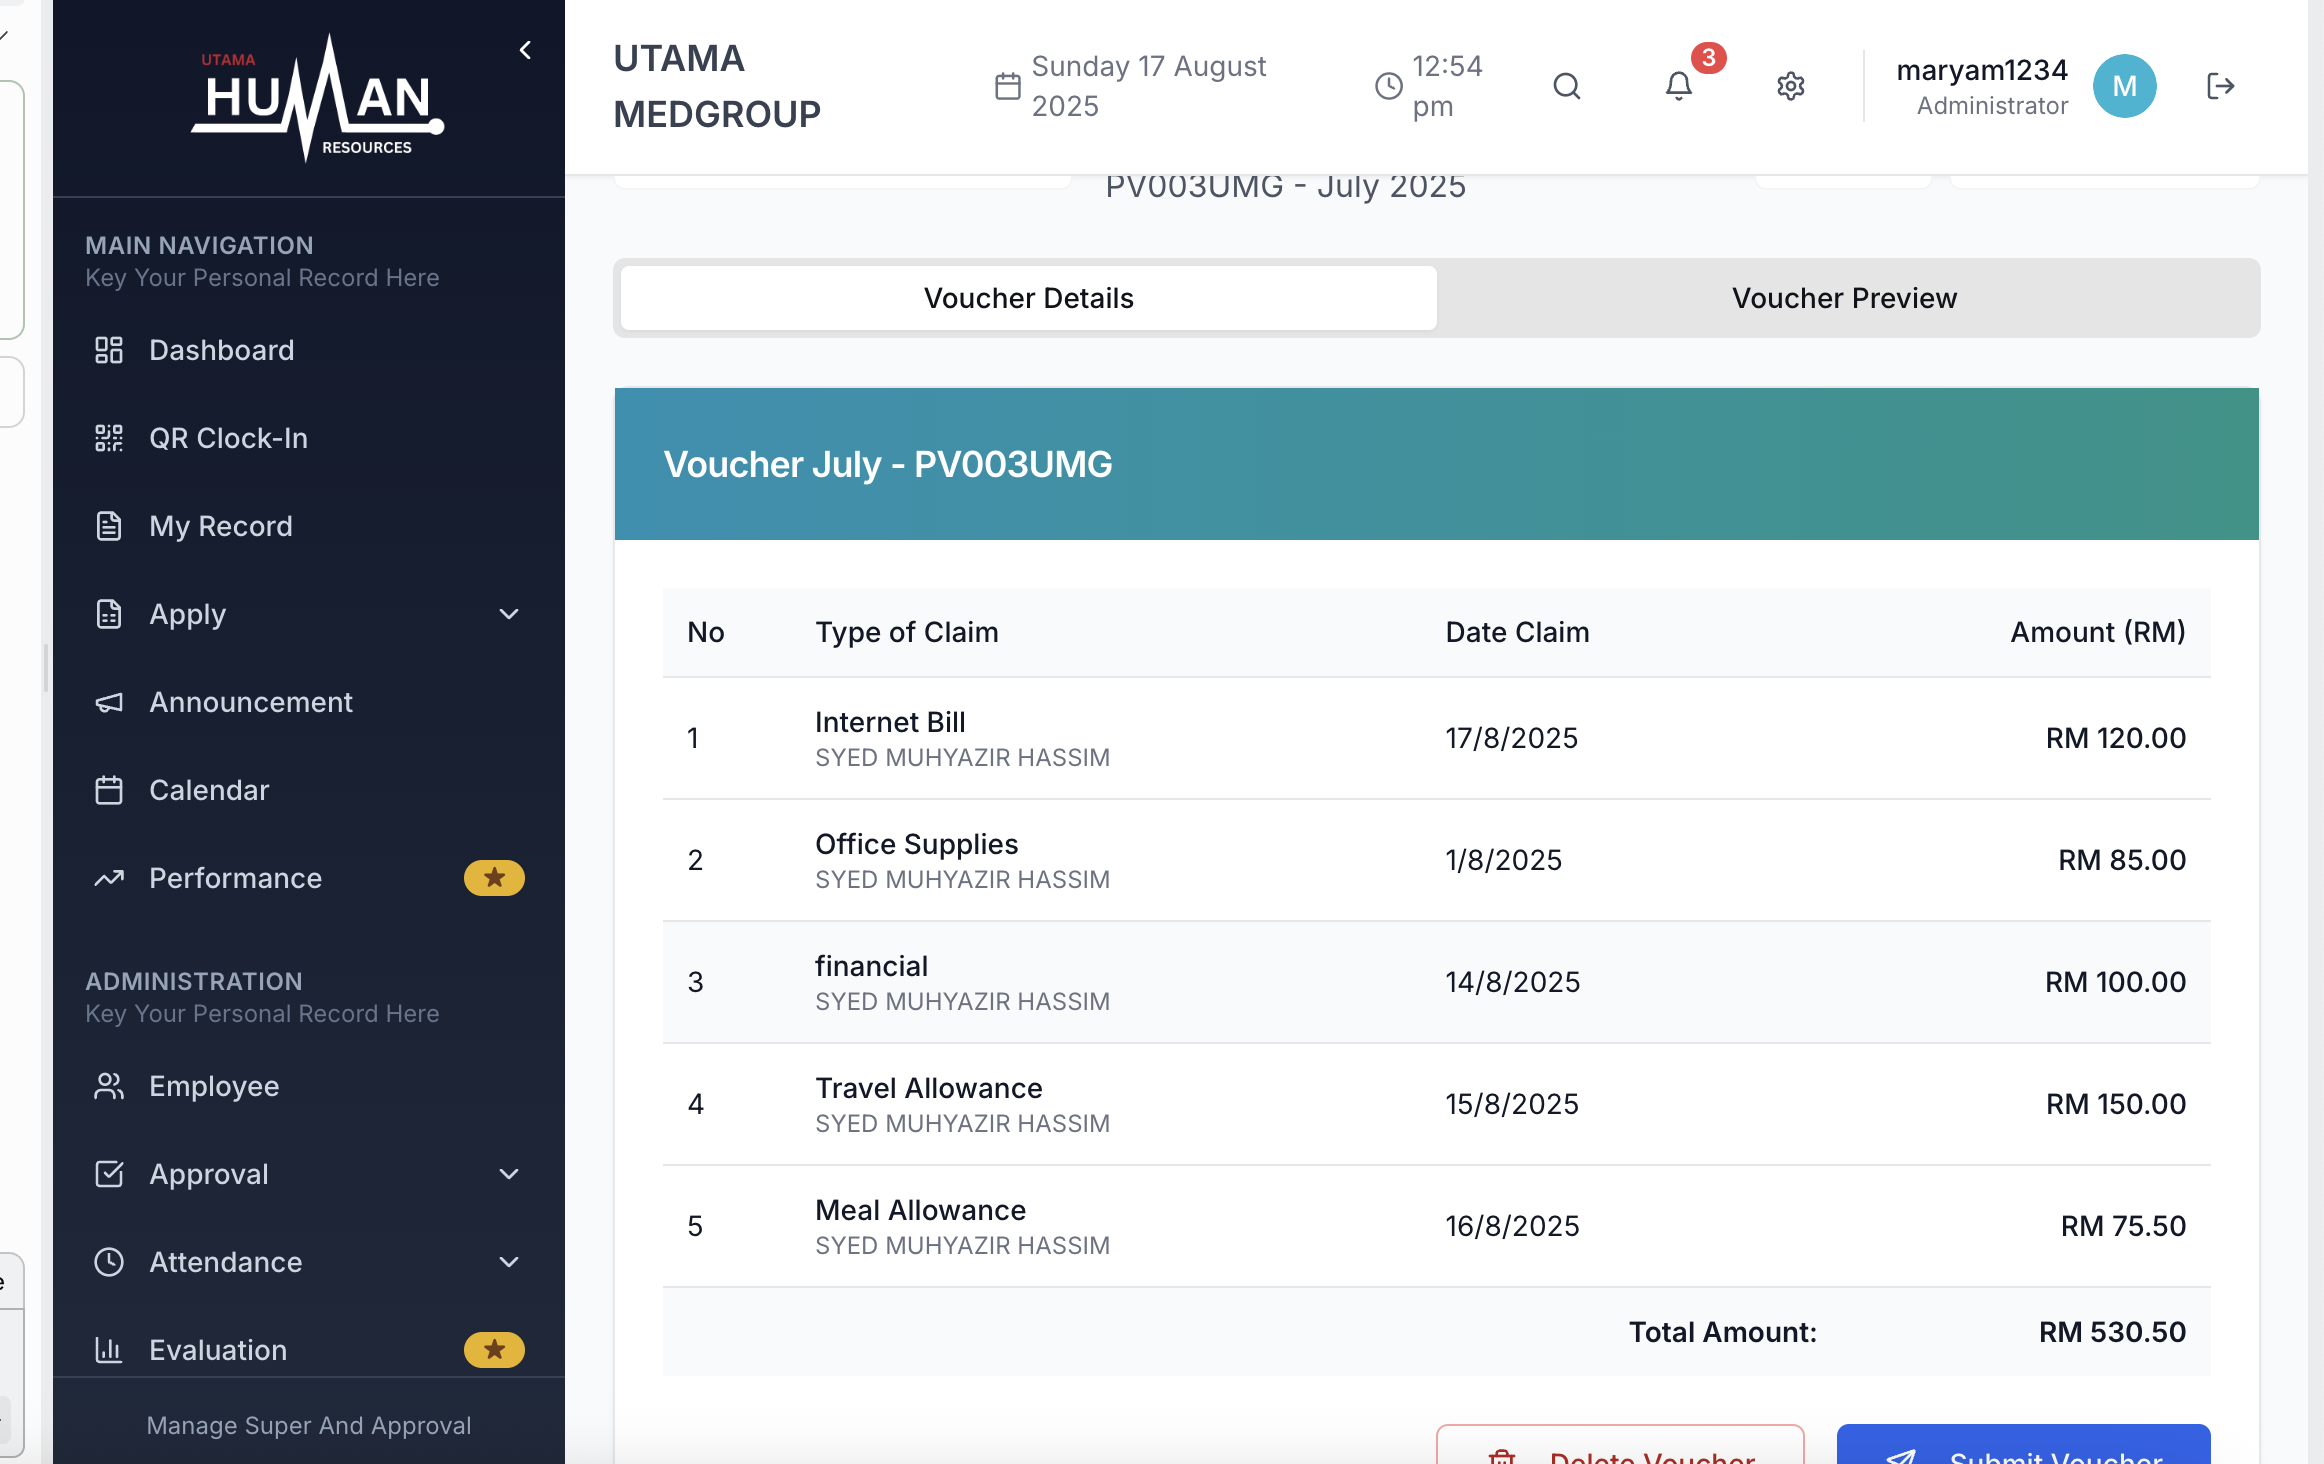 UTAMA
HUMAN
RESOURCES
MAIN NAVIGATION
Key Your Personal Record Here
Dashboard
QR Clock-In
My Record
Apply
Announcement
Calendar
Performance
ADMINISTRATION
Key Your Personal Record Here
Employee
Approval
Attendance
Evaluation
Manage Super And Approval
UTAMA
MEDGROUP
Sunday 17 August
2025
12:54
pm
3
maryam1234
Administrator
M
PV003UMG - July 2025
Voucher Details
Voucher Preview
Voucher July - PV003UMG
No Type of Claim Date Claim Amount (RM)
1 Internet Bill 17/8/2025 RM 120.00
SYED MUHYAZIR HASSIM
2 Office Supplies 1/8/2025 RM 85.00
SYED MUHYAZIR HASSIM
3 financial 14/8/2025 RM 100.00
SYED MUHYAZIR HASSIM
4 Travel Allowance 15/8/2025 RM 150.00
SYED MUHYAZIR HASSIM
5 Meal Allowance 16/8/2025 RM 75.50
SYED MUHYAZIR HASSIM
Total Amount: RM 530.50
Delete Voucher
Submit Voucher